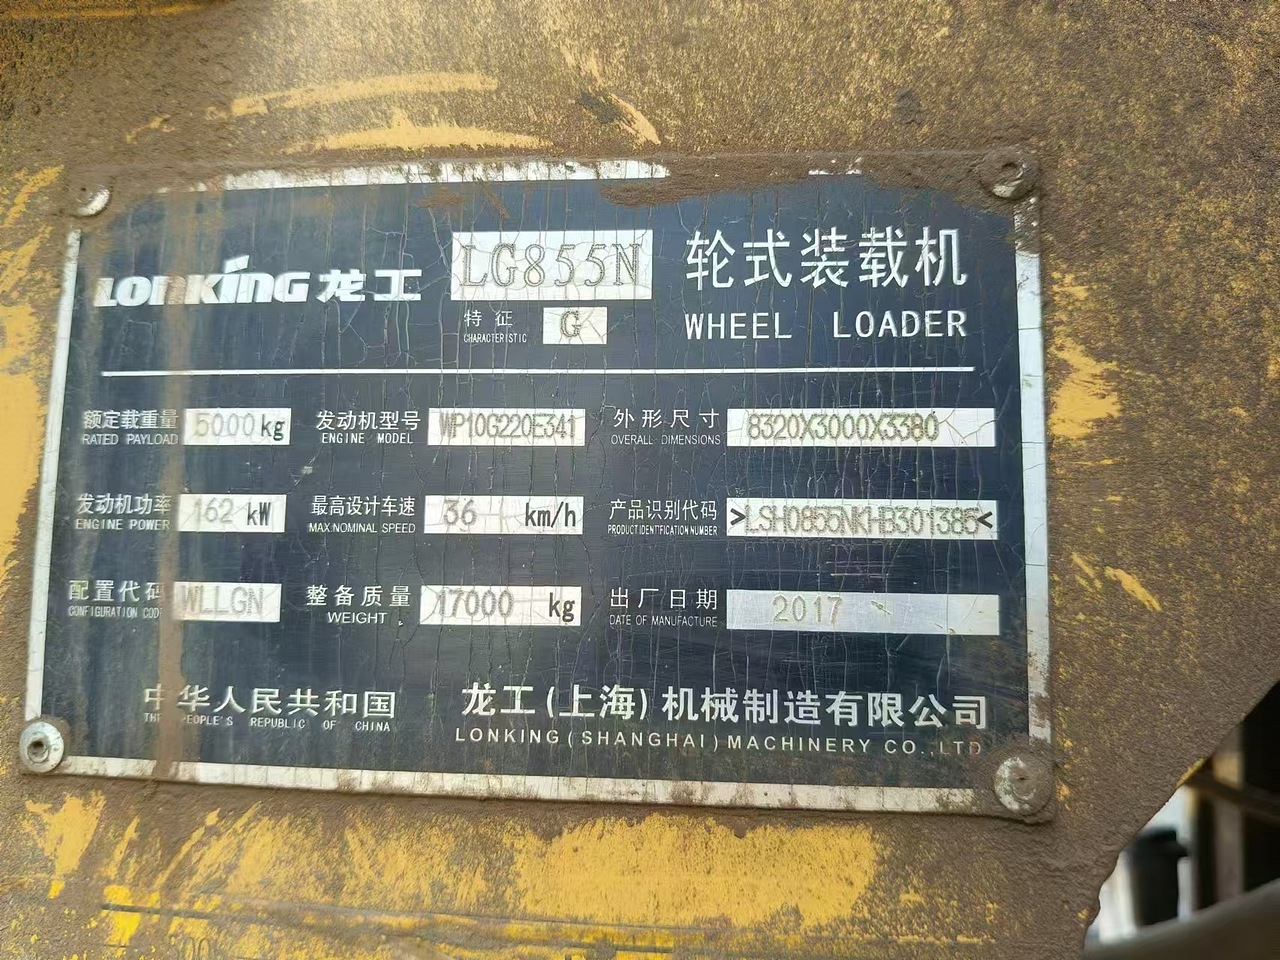 LONKING 龙工 LG855N 轮式装载机
特征 G
CHARACTERISTIC
WHEEL LOADER
额定载重量 5000 kg 发动机型号 WP10G220E341 外形尺寸 8320X3000X3380
RATED PAYLOAD ENGINE MODEL OVERALL DIMENSIONS
发动机功率 162 kW 最高设计车速 36 km/h 产品识别代码 >LSH0855NKHB301385<
ENGINE POWER MAX.NOMINAL SPEED PRODUCT IDENTIFICATION NUMBER
配置代码 WLLGN 整备质量 17000 kg 出厂日期 2017
CONFIGURATION CODE WEIGHT DATE OF MANUFACTURE
中华人民共和国 龙工(上海)机械制造有限公司
THE PEOPLE'S REPUBLIC OF CHINA LONKING(SHANGHAI)MACHINERY CO.,LTD